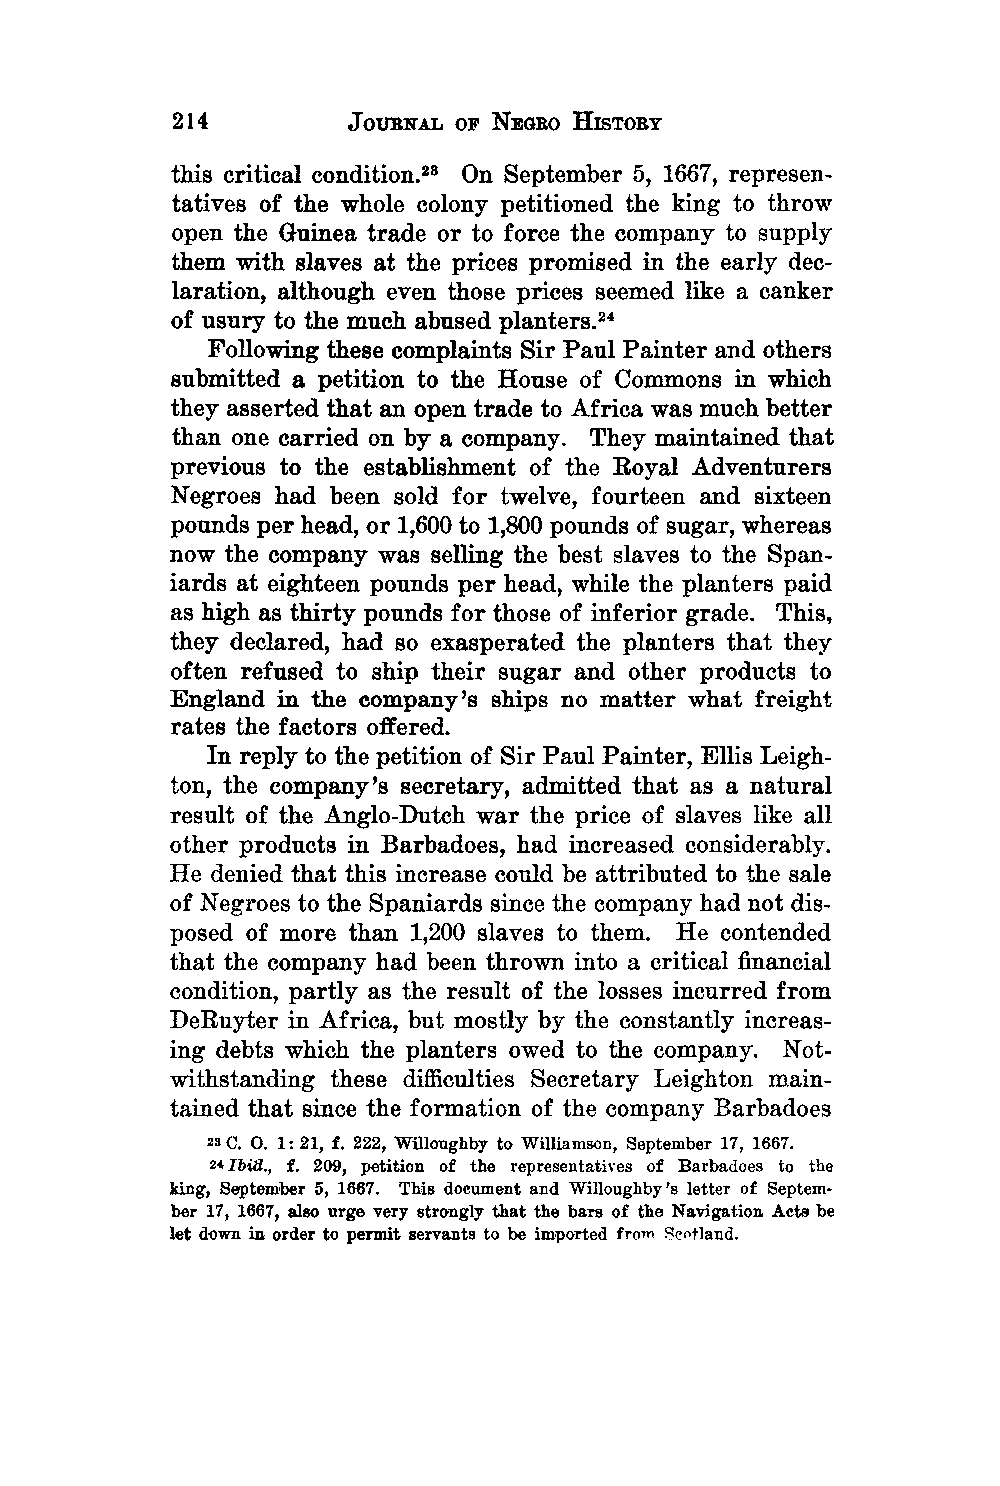 214 JOURNAL OF NEGRO HISTORY
this critical condition.²³ On September 5, 1667, represen-
tatives of the whole colony petitioned the king to throw
open the Guinea trade or to force the company to supply
them with slaves at the prices promised in the early dec-
laration, although even those prices seemed like a canker
of usury to the much abused planters.²⁴
Following these complaints Sir Paul Painter and others
submitted a petition to the House of Commons in which
they asserted that an open trade to Africa was much better
than one carried on by a company. They maintained that
previous to the establishment of the Royal Adventurers
Negroes had been sold for twelve, fourteen and sixteen
pounds per head, or 1,600 to 1,800 pounds of sugar, whereas
now the company was selling the best slaves to the Span-
iards at eighteen pounds per head, while the planters paid
as high as thirty pounds for those of inferior grade. This,
they declared, had so exasperated the planters that they
often refused to ship their sugar and other products to
England in the company's ships no matter what freight
rates the factors offered.
In reply to the petition of Sir Paul Painter, Ellis Leigh-
ton, the company's secretary, admitted that as a natural
result of the Anglo-Dutch war the price of slaves like all
other products in Barbadoes, had increased considerably.
He denied that this increase could be attributed to the sale
of Negroes to the Spaniards since the company had not dis-
posed of more than 1,200 slaves to them. He contended
that the company had been thrown into a critical financial
condition, partly as the result of the losses incurred from
DeRuyter in Africa, but mostly by the constantly increas-
ing debts which the planters owed to the company. Not-
withstanding these difficulties Secretary Leighton main-
tained that since the formation of the company Barbadoes
²³ C. O. 1: 21, f. 222, Willoughby to Williamson, September 17, 1667.
²⁴ Ibid., f. 209, petition of the representatives of Barbadoes to the
king, September 5, 1667. This document and Willoughby's letter of Septem-
ber 17, 1667, also urge very strongly that the bars of the Navigation Acts be
let down in order to permit servants to be imported from Scotland.